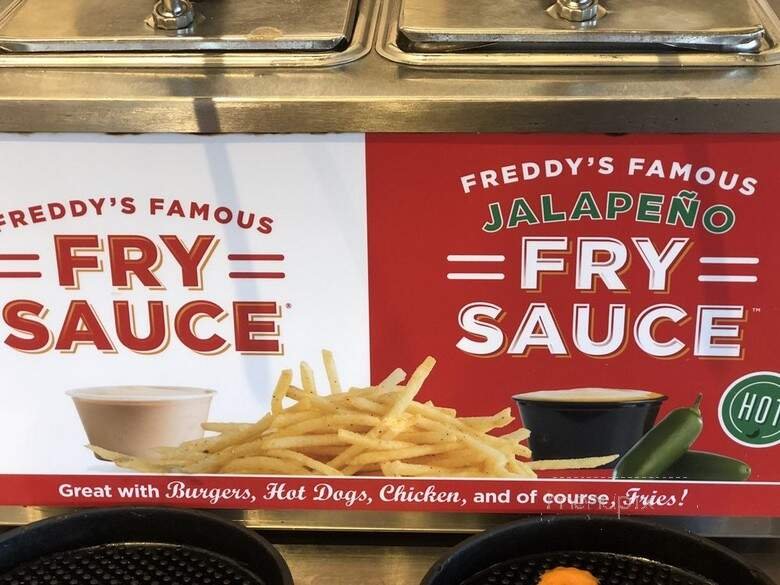 FREDDY'S FAMOUS
FRY
SAUCE®
FREDDY'S FAMOUS
JALAPEÑO
FRY
SAUCE™
HOT
Great with Burgers, Hot Dogs, Chicken, and of course, Fries!